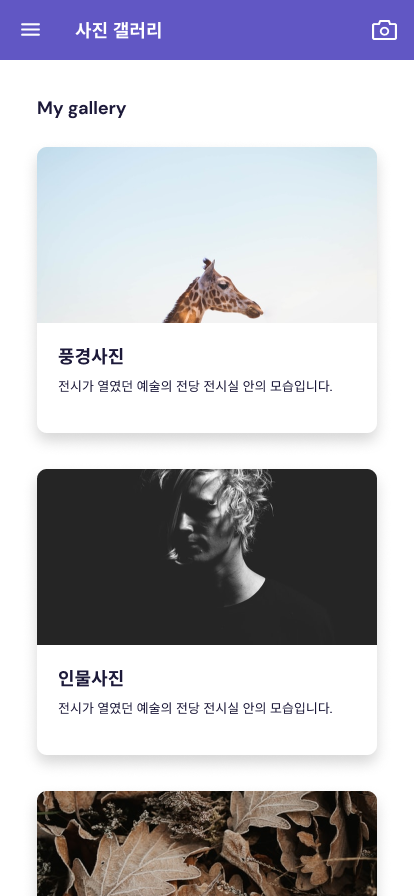 사진 갤러리
My gallery
풍경사진
전시가 열였던 예술의 전당 전시실 안의 모습입니다.
인물사진
전시가 열였던 예술의 전당 전시실 안의 모습입니다.